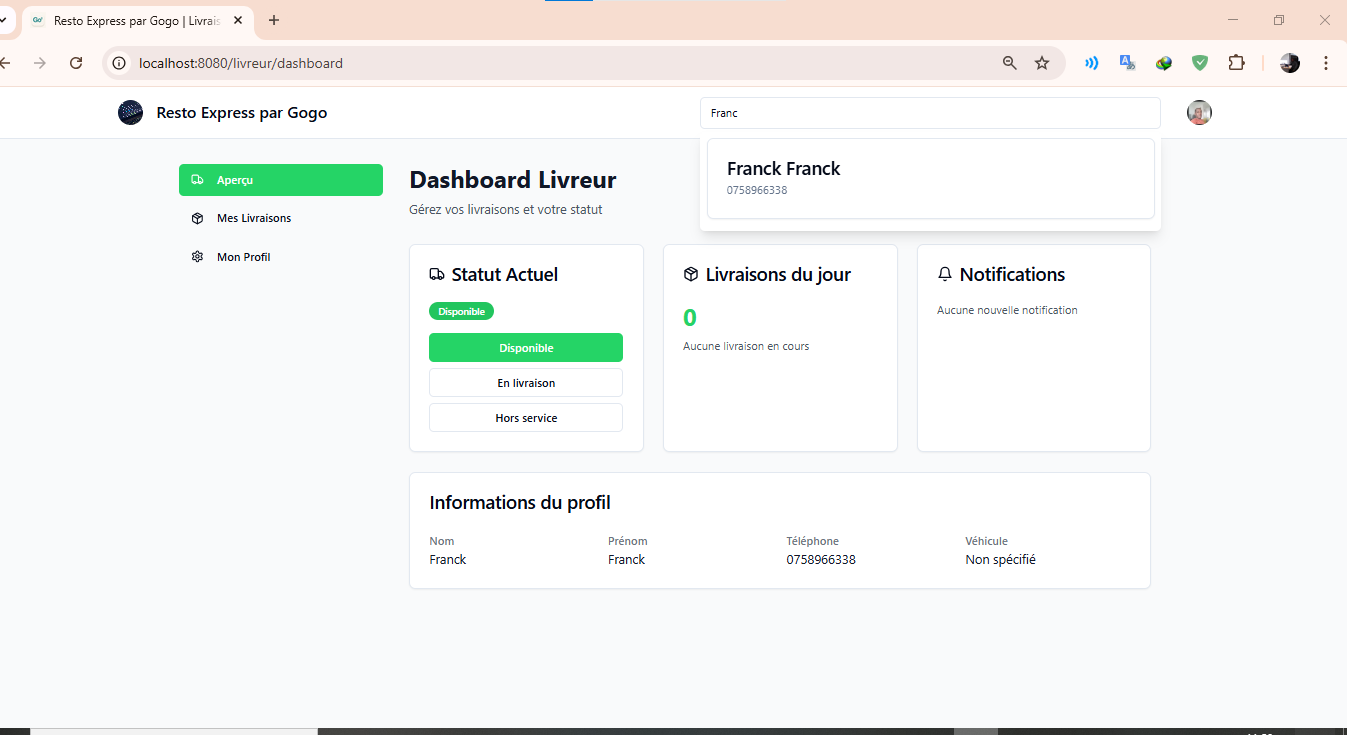 Resto Express par Gogo | Livrais
localhost:8080/livreur/dashboard
Resto Express par Gogo
Franc
Franck Franck
0758966338
Aperçu
Mes Livraisons
Mon Profil
Dashboard Livreur
Gérez vos livraisons et votre statut
Statut Actuel
Disponible
Disponible
En livraison
Hors service
Livraisons du jour
0
Aucune livraison en cours
Notifications
Aucune nouvelle notification
Informations du profil
Nom
Franck
Prénom
Franck
Téléphone
0758966338
Véhicule
Non spécifié